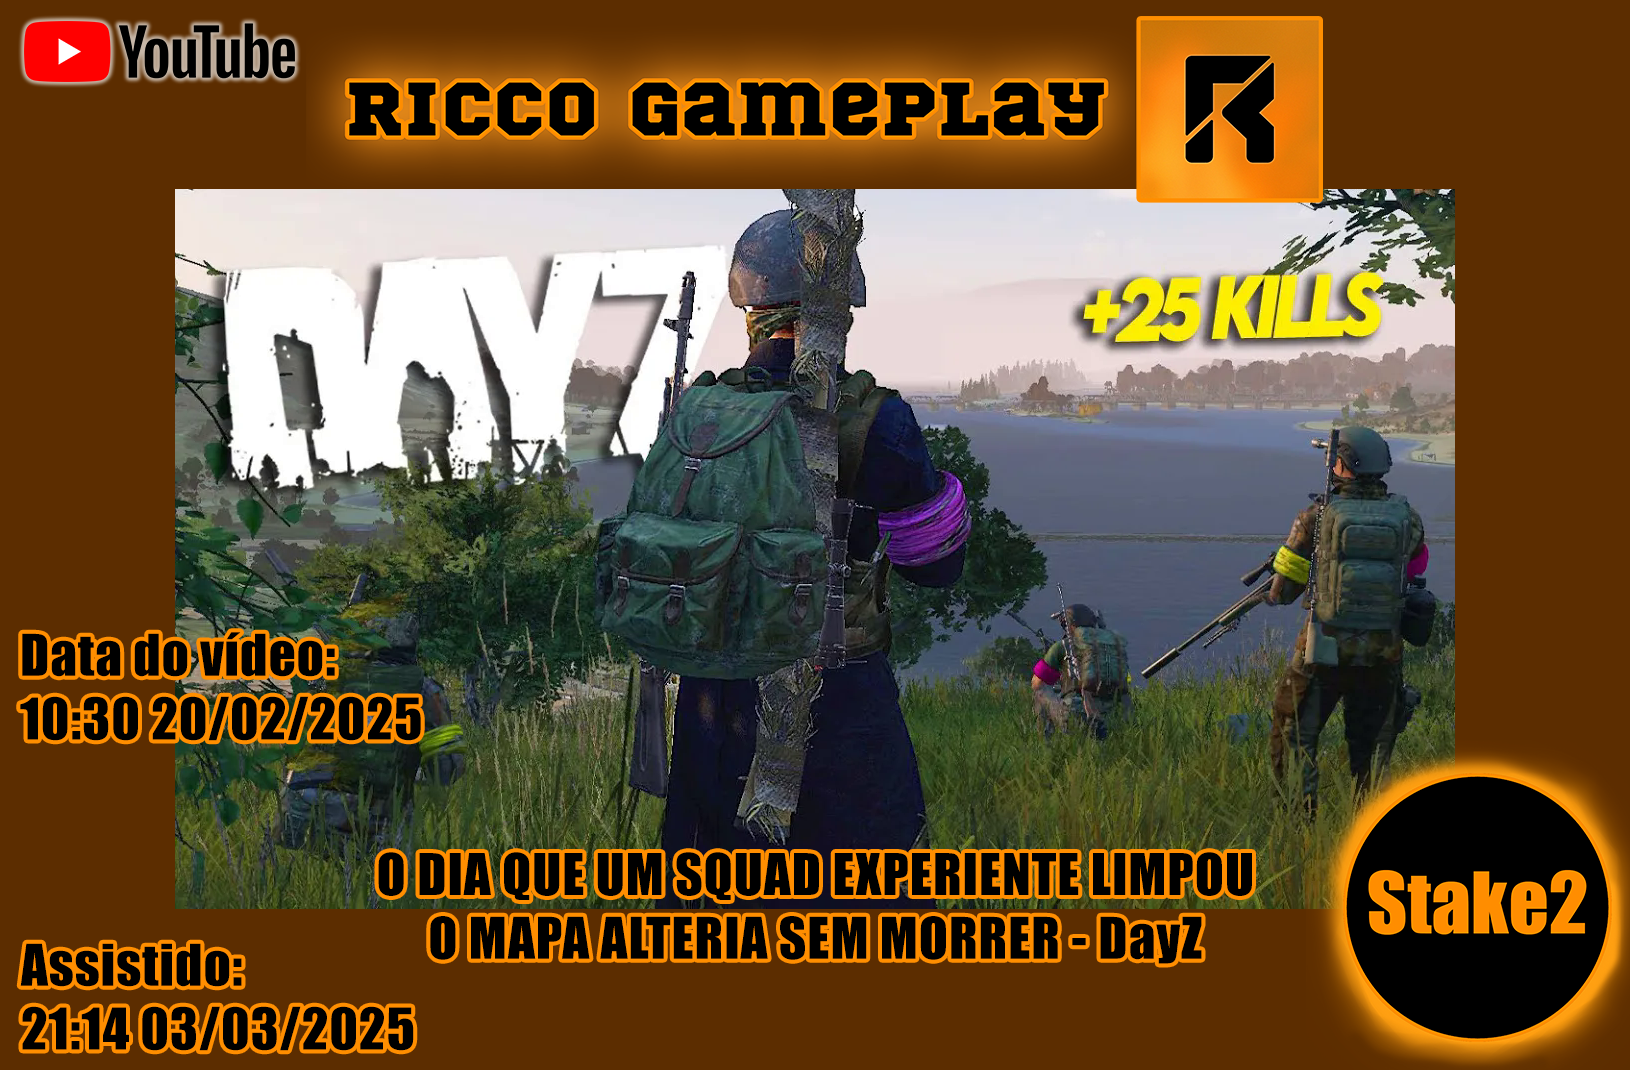 YouTube
RICCO GamePLay
DAYZ
+25 KILLS
Data do vídeo:
10:30 20/02/2025
O DIA QUE UM SQUAD EXPERIENTE LIMPOU
O MAPA ALTERIA SEM MORRER - DayZ
Stake2
Assistido:
21:14 03/03/2025